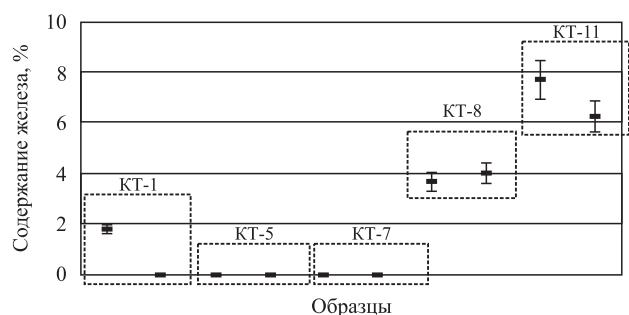 Содержание железа, %
10
8
6
4
2
0
КТ-1
КТ-5
КТ-7
КТ-8
КТ-11
Образцы